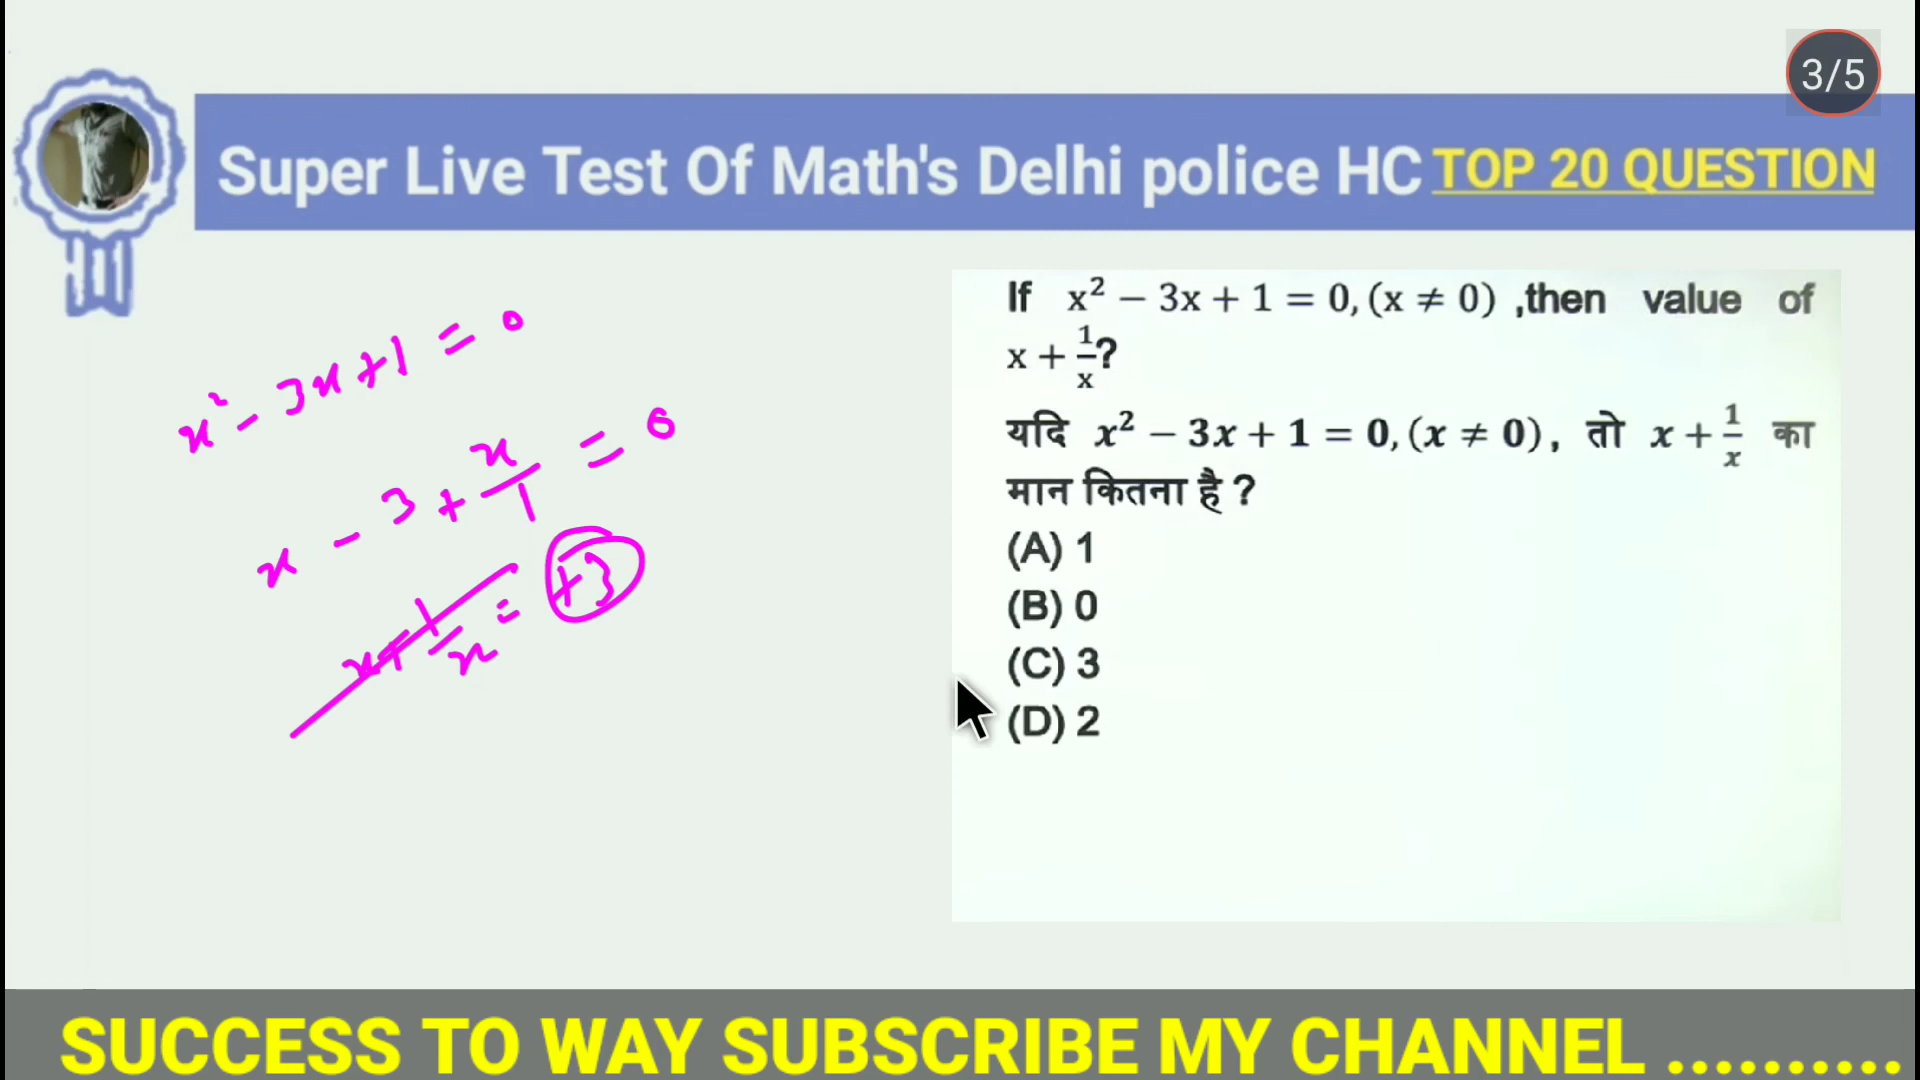 3/5
Super Live Test Of Math's Delhi police HC TOP 20 QUESTION
x² - 3x + 1 = 0
x - 3 + x/1 = 0
x + 1/x = +3
If x² − 3x + 1 = 0, (x ≠ 0) ,then value of
x + 1/x?
यदि x² − 3x + 1 = 0, (x ≠ 0), तो x + 1/x का
मान कितना है ?
(A) 1
(B) 0
(C) 3
(D) 2
SUCCESS TO WAY SUBSCRIBE MY CHANNEL ..........